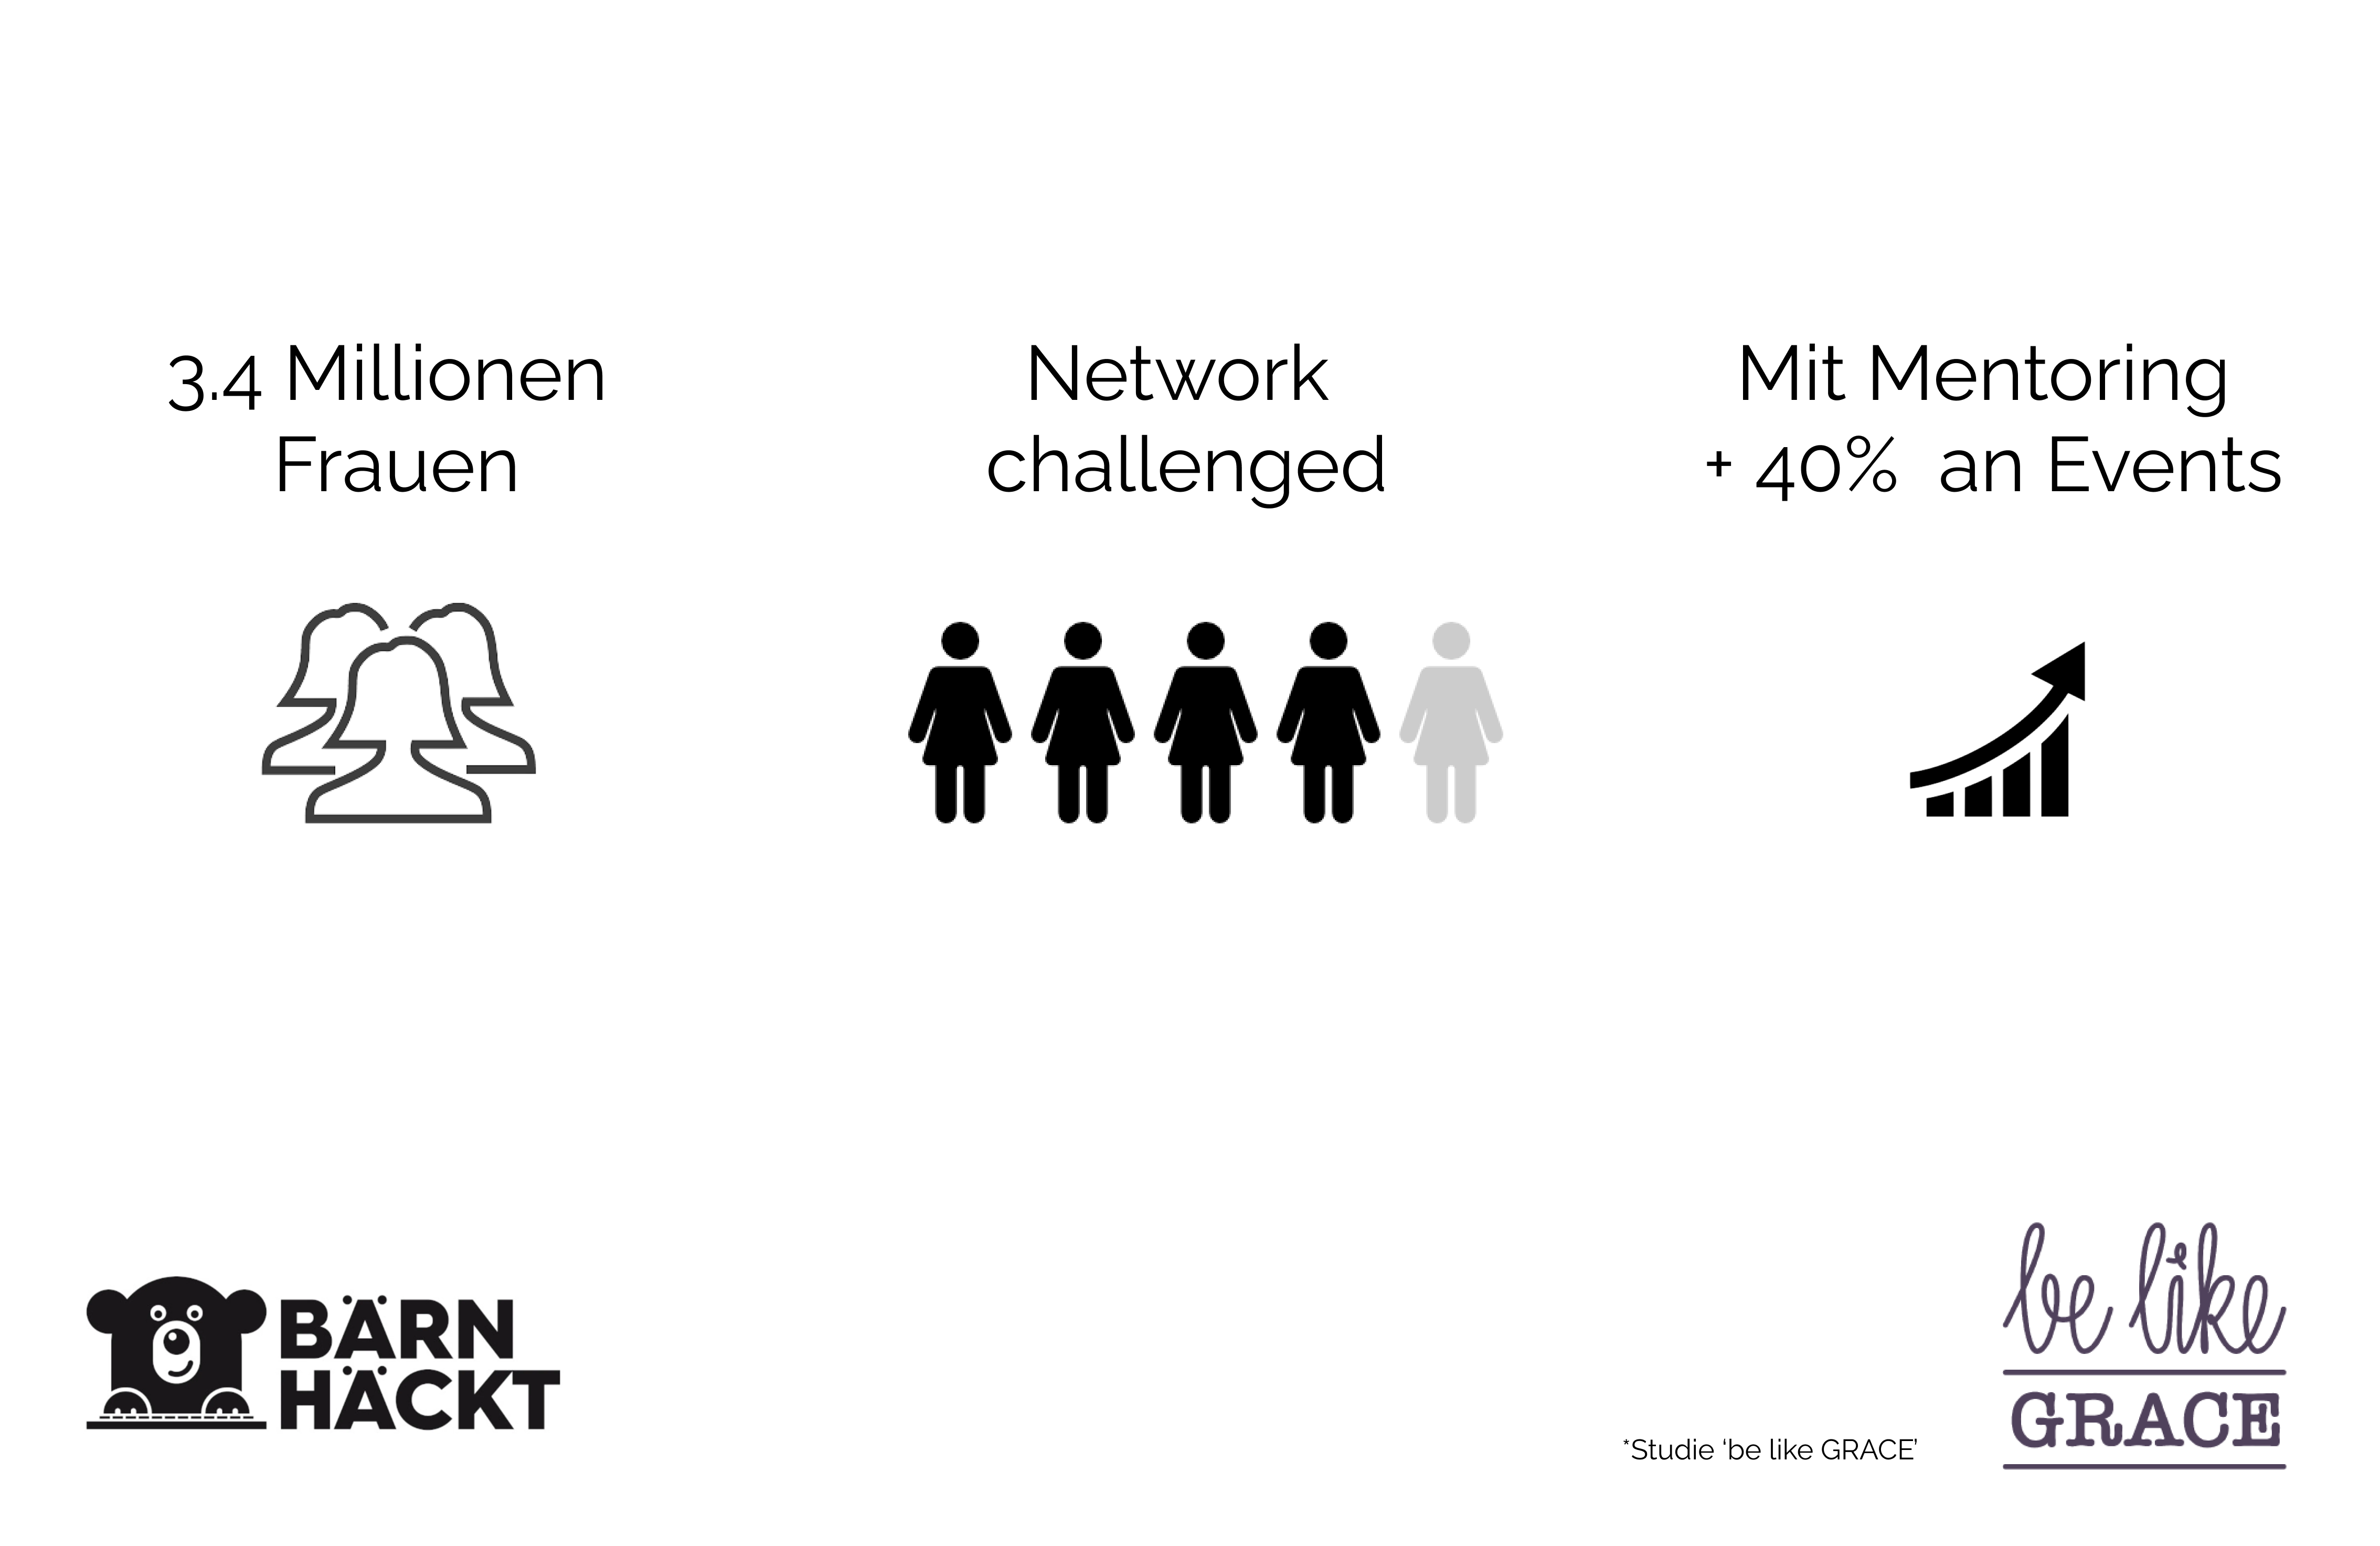 3.4 Millionen
Frauen
Network
challenged
Mit Mentoring
+ 40% an Events
BÄRN
HÄCKT
*Studie ‘be like GRACE’
be like
GRACE